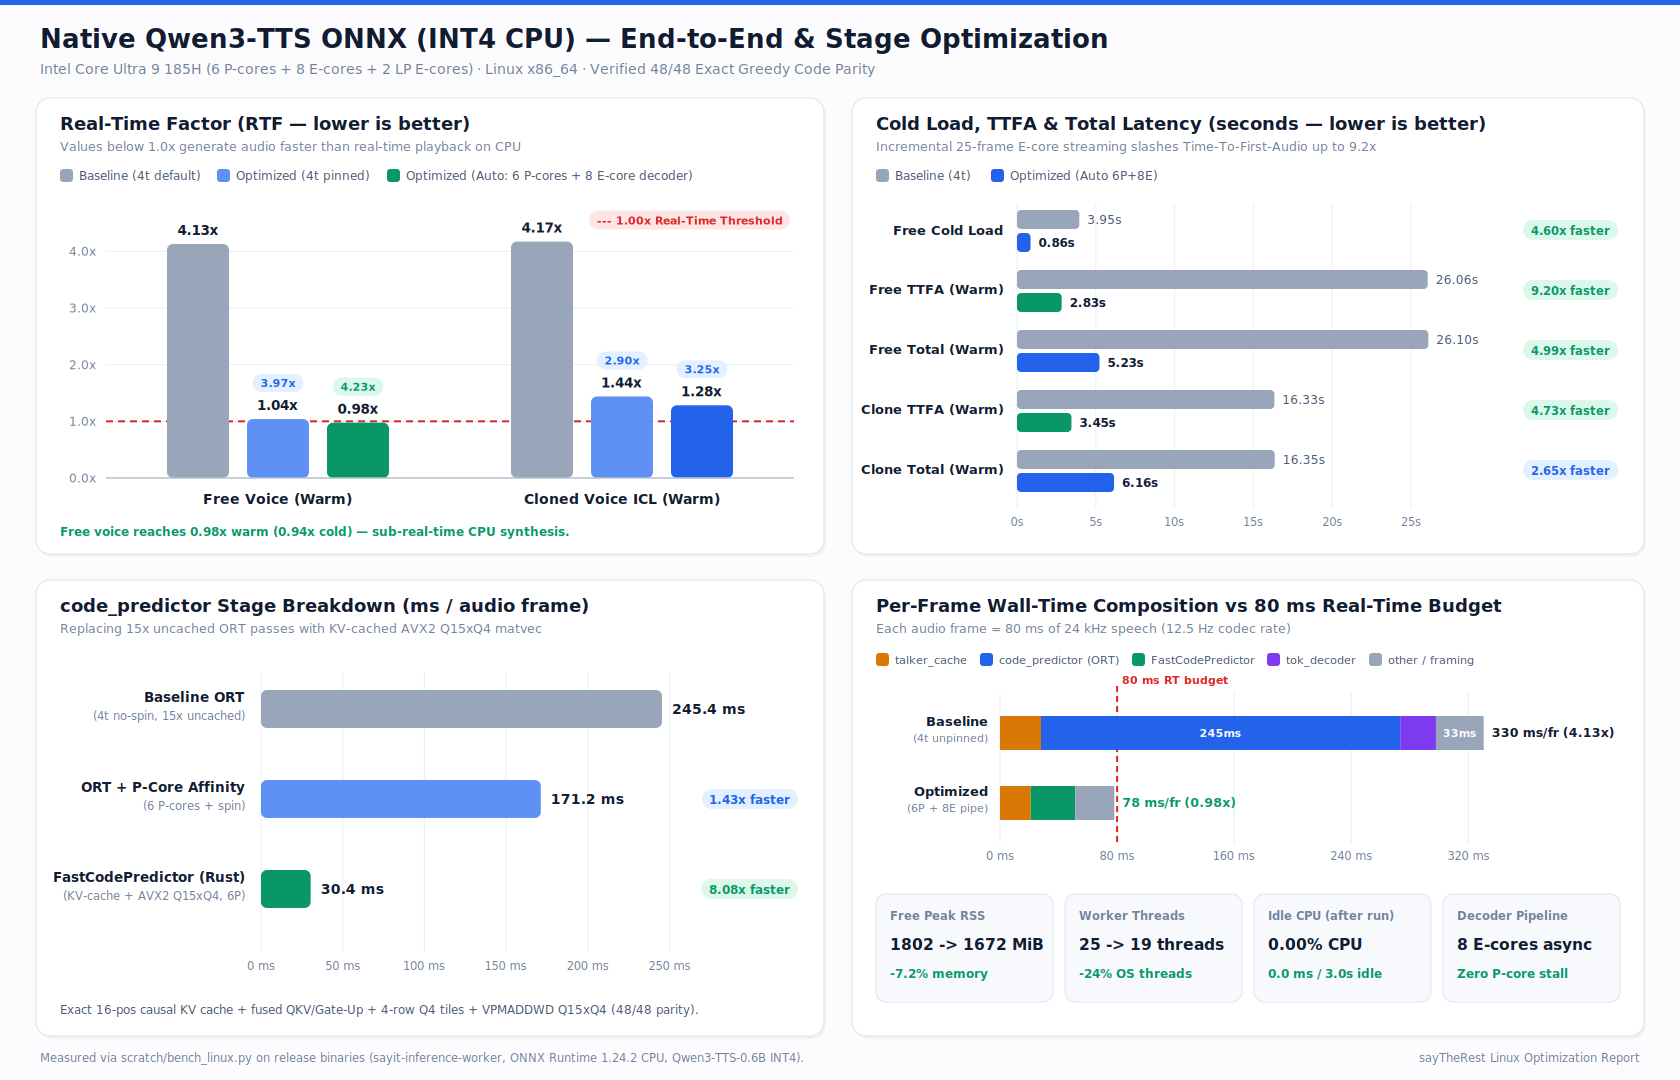 Native Qwen3-TTS ONNX (INT4 CPU) — End-to-End & Stage Optimization
Intel Core Ultra 9 185H (6 P-cores + 8 E-cores + 2 LP E-cores) · Linux x86_64 · Verified 48/48 Exact Greedy Code Parity
Real-Time Factor (RTF — lower is better)
Values below 1.0x generate audio faster than real-time playback on CPU
Baseline (4t default) Optimized (4t pinned) Optimized (Auto: 6 P-cores + 8 E-core decoder)
--- 1.00x Real-Time Threshold
4.13x
4.17x
4.0x
3.0x
2.90x
2.0x
3.25x
3.97x
4.23x
1.44x
1.28x
1.04x
0.98x
1.0x
0.0x
Free Voice (Warm)
Cloned Voice ICL (Warm)
Free voice reaches 0.98x warm (0.94x cold) — sub-real-time CPU synthesis.
Cold Load, TTFA & Total Latency (seconds — lower is better)
Incremental 25-frame E-core streaming slashes Time-To-First-Audio up to 9.2x
Baseline (4t) Optimized (Auto 6P+8E)
Free Cold Load
3.95s
0.86s
4.60x faster
Free TTFA (Warm)
26.06s
2.83s
9.20x faster
Free Total (Warm)
26.10s
5.23s
4.99x faster
Clone TTFA (Warm)
16.33s
3.45s
4.73x faster
Clone Total (Warm)
16.35s
6.16s
2.65x faster
0s 5s 10s 15s 20s 25s
code_predictor Stage Breakdown (ms / audio frame)
Replacing 15x uncached ORT passes with KV-cached AVX2 Q15xQ4 matvec
Baseline ORT
(4t no-spin, 15x uncached)
245.4 ms
ORT + P-Core Affinity
(6 P-cores + spin)
171.2 ms
1.43x faster
FastCodePredictor (Rust)
(KV-cache + AVX2 Q15xQ4, 6P)
30.4 ms
8.08x faster
0 ms 50 ms 100 ms 150 ms 200 ms 250 ms
Exact 16-pos causal KV cache + fused QKV/Gate-Up + 4-row Q4 tiles + VPMADDWD Q15xQ4 (48/48 parity).
Per-Frame Wall-Time Composition vs 80 ms Real-Time Budget
Each audio frame = 80 ms of 24 kHz speech (12.5 Hz codec rate)
talker_cache code_predictor (ORT) FastCodePredictor tok_decoder other / framing
80 ms RT budget
Baseline
(4t unpinned)
245ms
33ms
330 ms/fr (4.13x)
Optimized
(6P + 8E pipe)
78 ms/fr (0.98x)
0 ms 80 ms 160 ms 240 ms 320 ms
Free Peak RSS
1802 -> 1672 MiB
-7.2% memory
Worker Threads
25 -> 19 threads
-24% OS threads
Idle CPU (after run)
0.00% CPU
0.0 ms / 3.0s idle
Decoder Pipeline
8 E-cores async
Zero P-core stall
Measured via scratch/bench_linux.py on release binaries (sayit-inference-worker, ONNX Runtime 1.24.2 CPU, Qwen3-TTS-0.6B INT4).
sayTheRest Linux Optimization Report